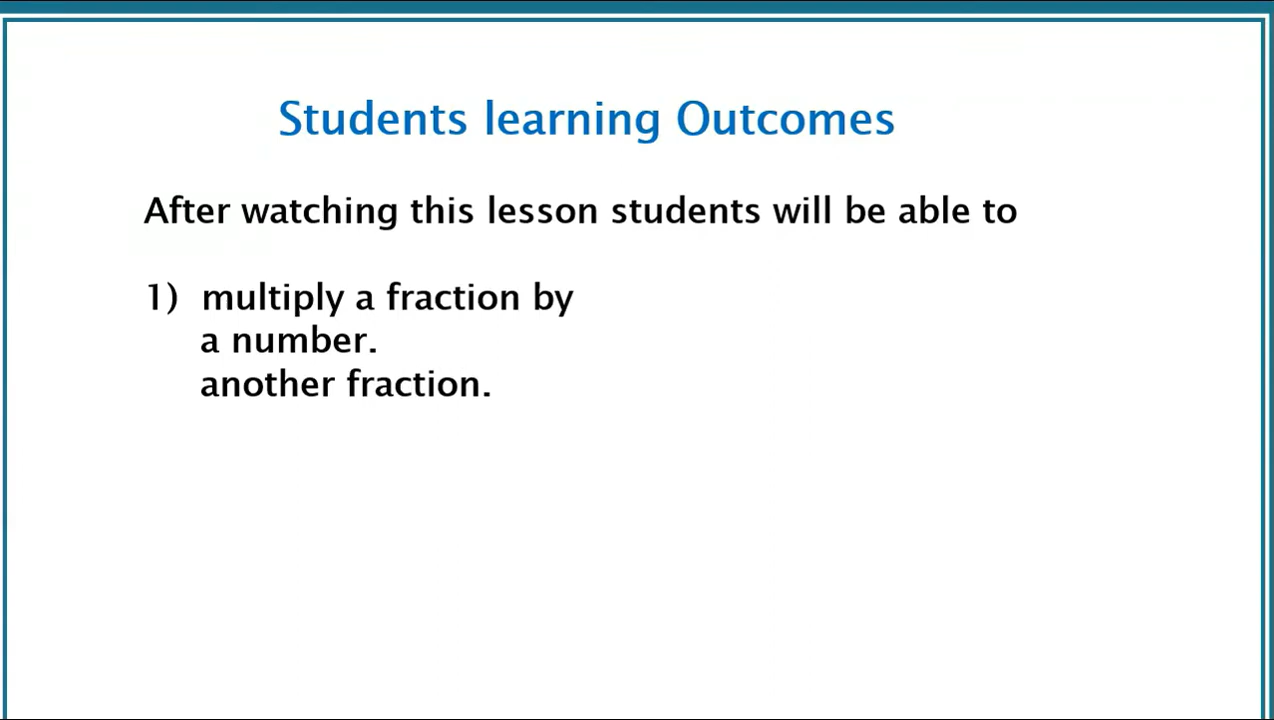 Students learning Outcomes
After watching this lesson students will be able to
1) multiply a fraction by
a number.
another fraction.